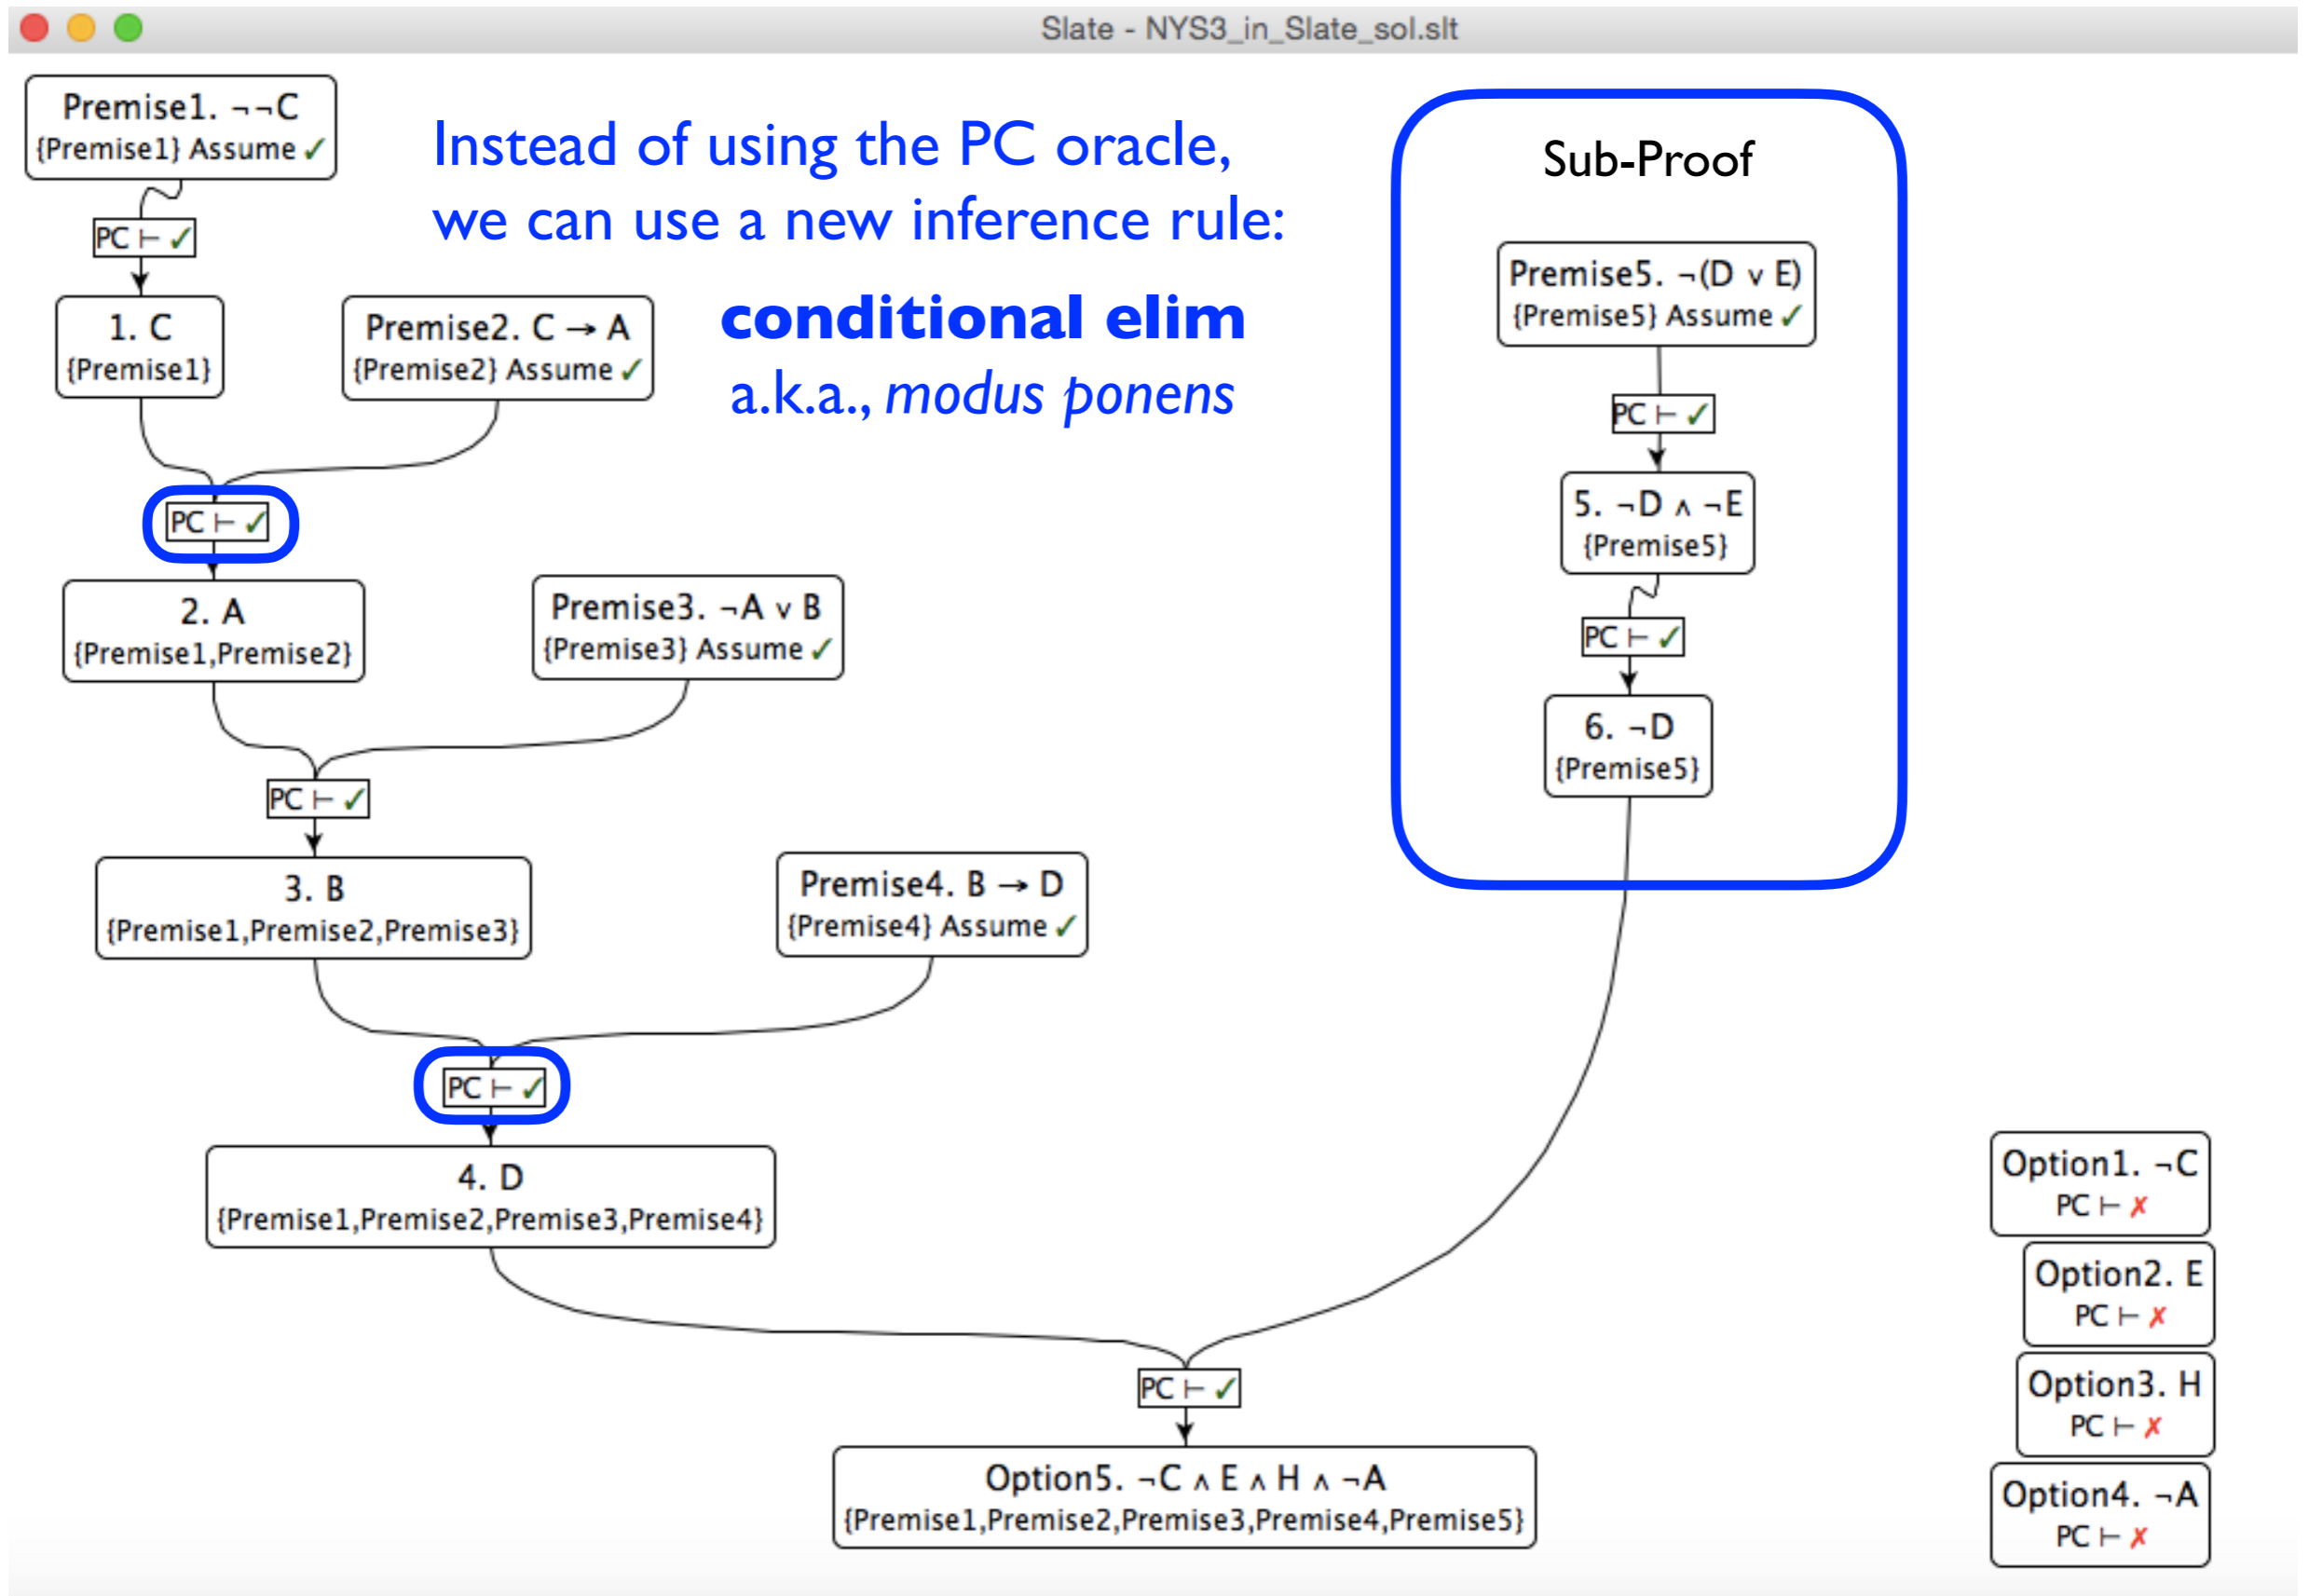 Slate - NYS3_in_Slate_sol.slt
Premise1. ¬¬C
{Premise1} Assume ✓
Instead of using the PC oracle,
we can use a new inference rule:
conditional elim
a.k.a., modus ponens
PC ⊢ ✓
1. C
{Premise1}
Premise2. C → A
{Premise2} Assume ✓
PC ⊢ ✓
2. A
{Premise1,Premise2}
Premise3. ¬A ∨ B
{Premise3} Assume ✓
PC ⊢ ✓
3. B
{Premise1,Premise2,Premise3}
Premise4. B → D
{Premise4} Assume ✓
PC ⊢ ✓
4. D
{Premise1,Premise2,Premise3,Premise4}
Sub-Proof
Premise5. ¬(D ∨ E)
{Premise5} Assume ✓
PC ⊢ ✓
5. ¬D ∧ ¬E
{Premise5}
PC ⊢ ✓
6. ¬D
{Premise5}
PC ⊢ ✓
Option5. ¬C ∧ E ∧ H ∧ ¬A
{Premise1,Premise2,Premise3,Premise4,Premise5}
Option1. ¬C
PC ⊢ ✗
Option2. E
PC ⊢ ✗
Option3. H
PC ⊢ ✗
Option4. ¬A
PC ⊢ ✗